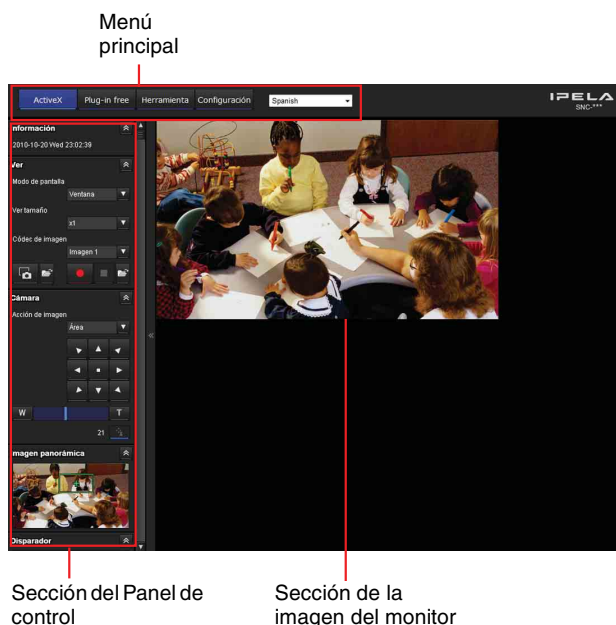 Menú
principal
ActiveX Plug-in free Herramienta Configuración Spanish
IPELA
SNC-***
nformación
2010-10-20 Wed 23:02:39
Ver
Modo de pantalla
Ventana
Ver tamaño
x1
Códec de imagen
Imagen 1
Cámara
Acción de imagen
Área
W T
21
magen panorámica
Disparador
Sección del Panel de
control
Sección de la
imagen del monitor